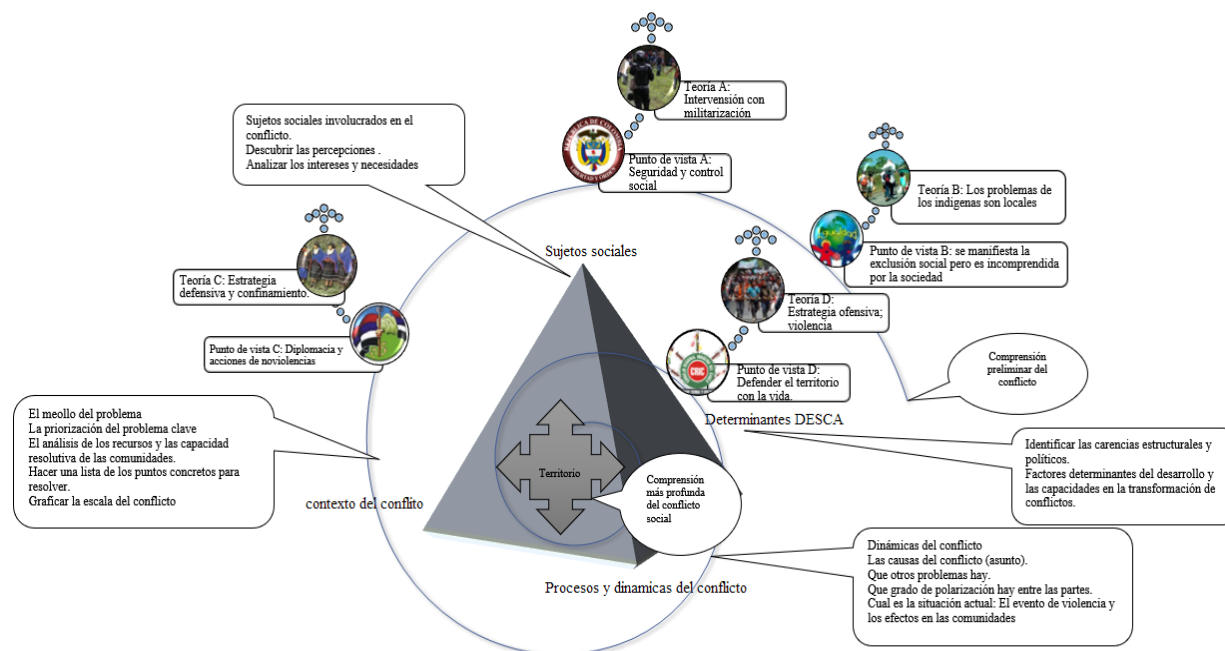 Teoría A:
Intervención con
militarización
Sujetos sociales involucrados en el
conflicto.
Descubrir las percepciones .
Analizar los intereses y necesidades
REPUBLICA DE COLOMBIA
LIBERTAD Y ORDEN
Punto de vista A:
Seguridad y control
social
Teoría B: Los problemas de
los indigenas son locales
igualdad
Punto de vista B: se manifiesta la
exclusión social pero es incomprendida
por la sociedad
Sujetos sociales
Teoría C: Estrategia
defensiva y confinamiento.
Teoría D:
Estrategia ofensiva;
violencia
Punto de vista C: Diplomacia y
acciones de noviolencias
CRIC
Punto de vista D:
Defender el territorio
con la vida.
Comprensión
preliminar del
conflicto
Determinantes DESCA
El meollo del problema
La priorización del problema clave
El análisis de los recursos y las capacidad
resolutiva de las comunidades.
Hacer una lista de los puntos concretos para
resolver.
Graficar la escala del conflicto
Identificar las carencias estructurales y
políticos.
Factores determinantes del desarrollo y
las capacidades en la transformación de
conflictos.
Territorio
Comprensión
más profunda
del conflicto
social
contexto del conflito
Procesos y dinamicas del conflicto
Dinámicas del conflicto
Las causas del conflicto (asunto).
Que otros problemas hay.
Que grado de polarización hay entre las partes.
Cual es la situación actual: El evento de violencia y
los efectos en las comunidades